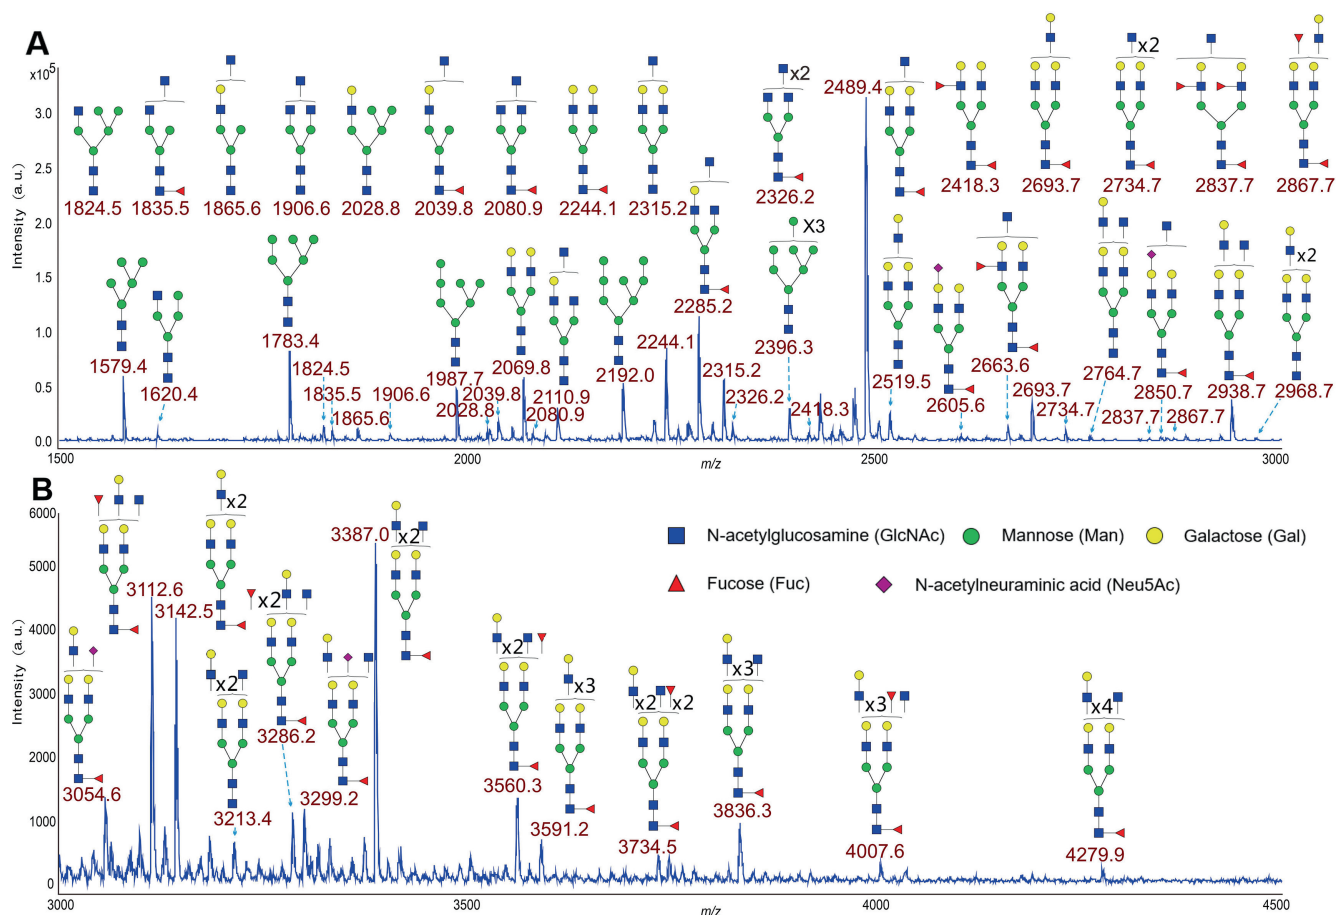 A
x10⁵
3.0
2.5
2.0
1.5
1.0
0.5
0.0
Intensity (a. u.)
x2
x2
1824.5 1835.5 1865.6 1906.6 2028.8 2039.8 2080.9 2244.1 2315.2 2326.2 2489.4 2418.3 2693.7 2734.7 2837.7 2867.7
X3
x2
1579.4 1620.4 1783.4 1824.5 1835.5 1865.6 1906.6 1987.7 2028.8 2039.8 2069.8 2080.9 2110.9 2192.0 2244.1 2285.2 2315.2 2326.2 2396.3 2418.3 2519.5 2605.6 2663.6 2693.7 2734.7 2764.7 2837.7 2850.7 2867.7 2938.7 2968.7
1500 2000 2500 3000
m/z
B
6000
5000
4000
3000
2000
1000
0
Intensity (a. u.)
N-acetylglucosamine (GlcNAc) Mannose (Man) Galactose (Gal)
Fucose (Fuc) N-acetylneuraminic acid (Neu5Ac)
x2 x2
3112.6 3142.5 3387.0
x2 x2
x2 x3 x2 x2 x3 x3 x4
3054.6 3213.4 3286.2 3299.2 3560.3 3591.2 3734.5 3836.3 4007.6 4279.9
3000 3500 4000 4500
m/z